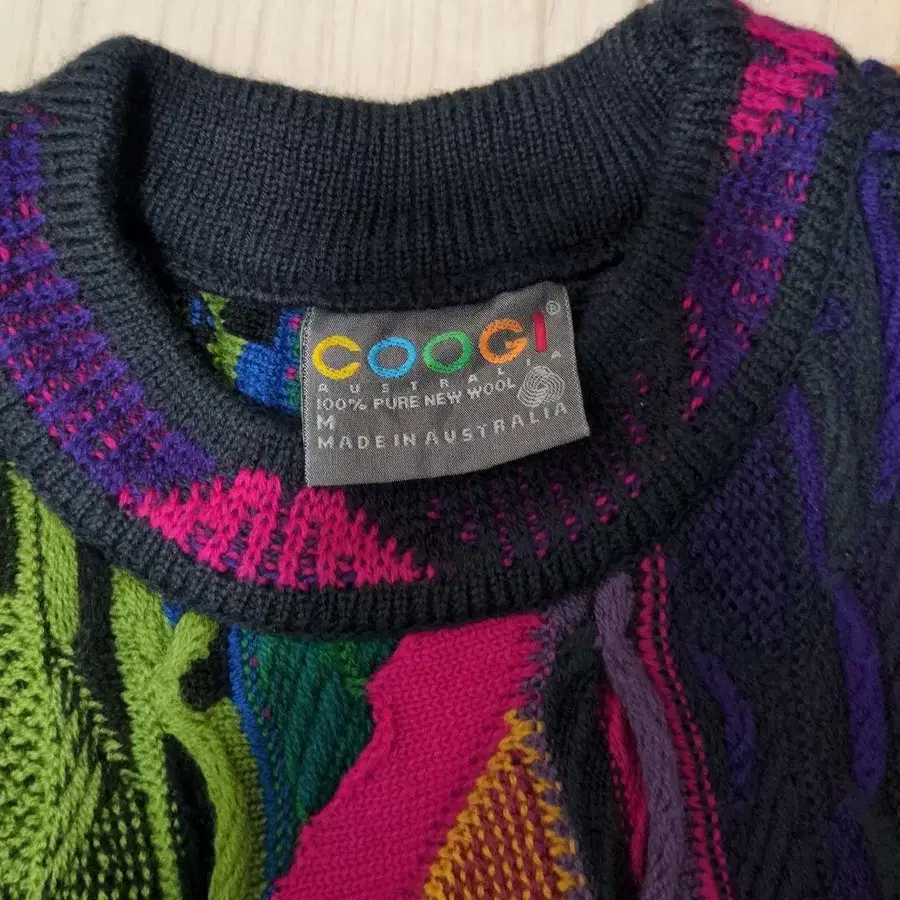 COOGI®
AUSTRALIA
100% PURE NEW WOOL
M
MADE IN AUSTRALIA